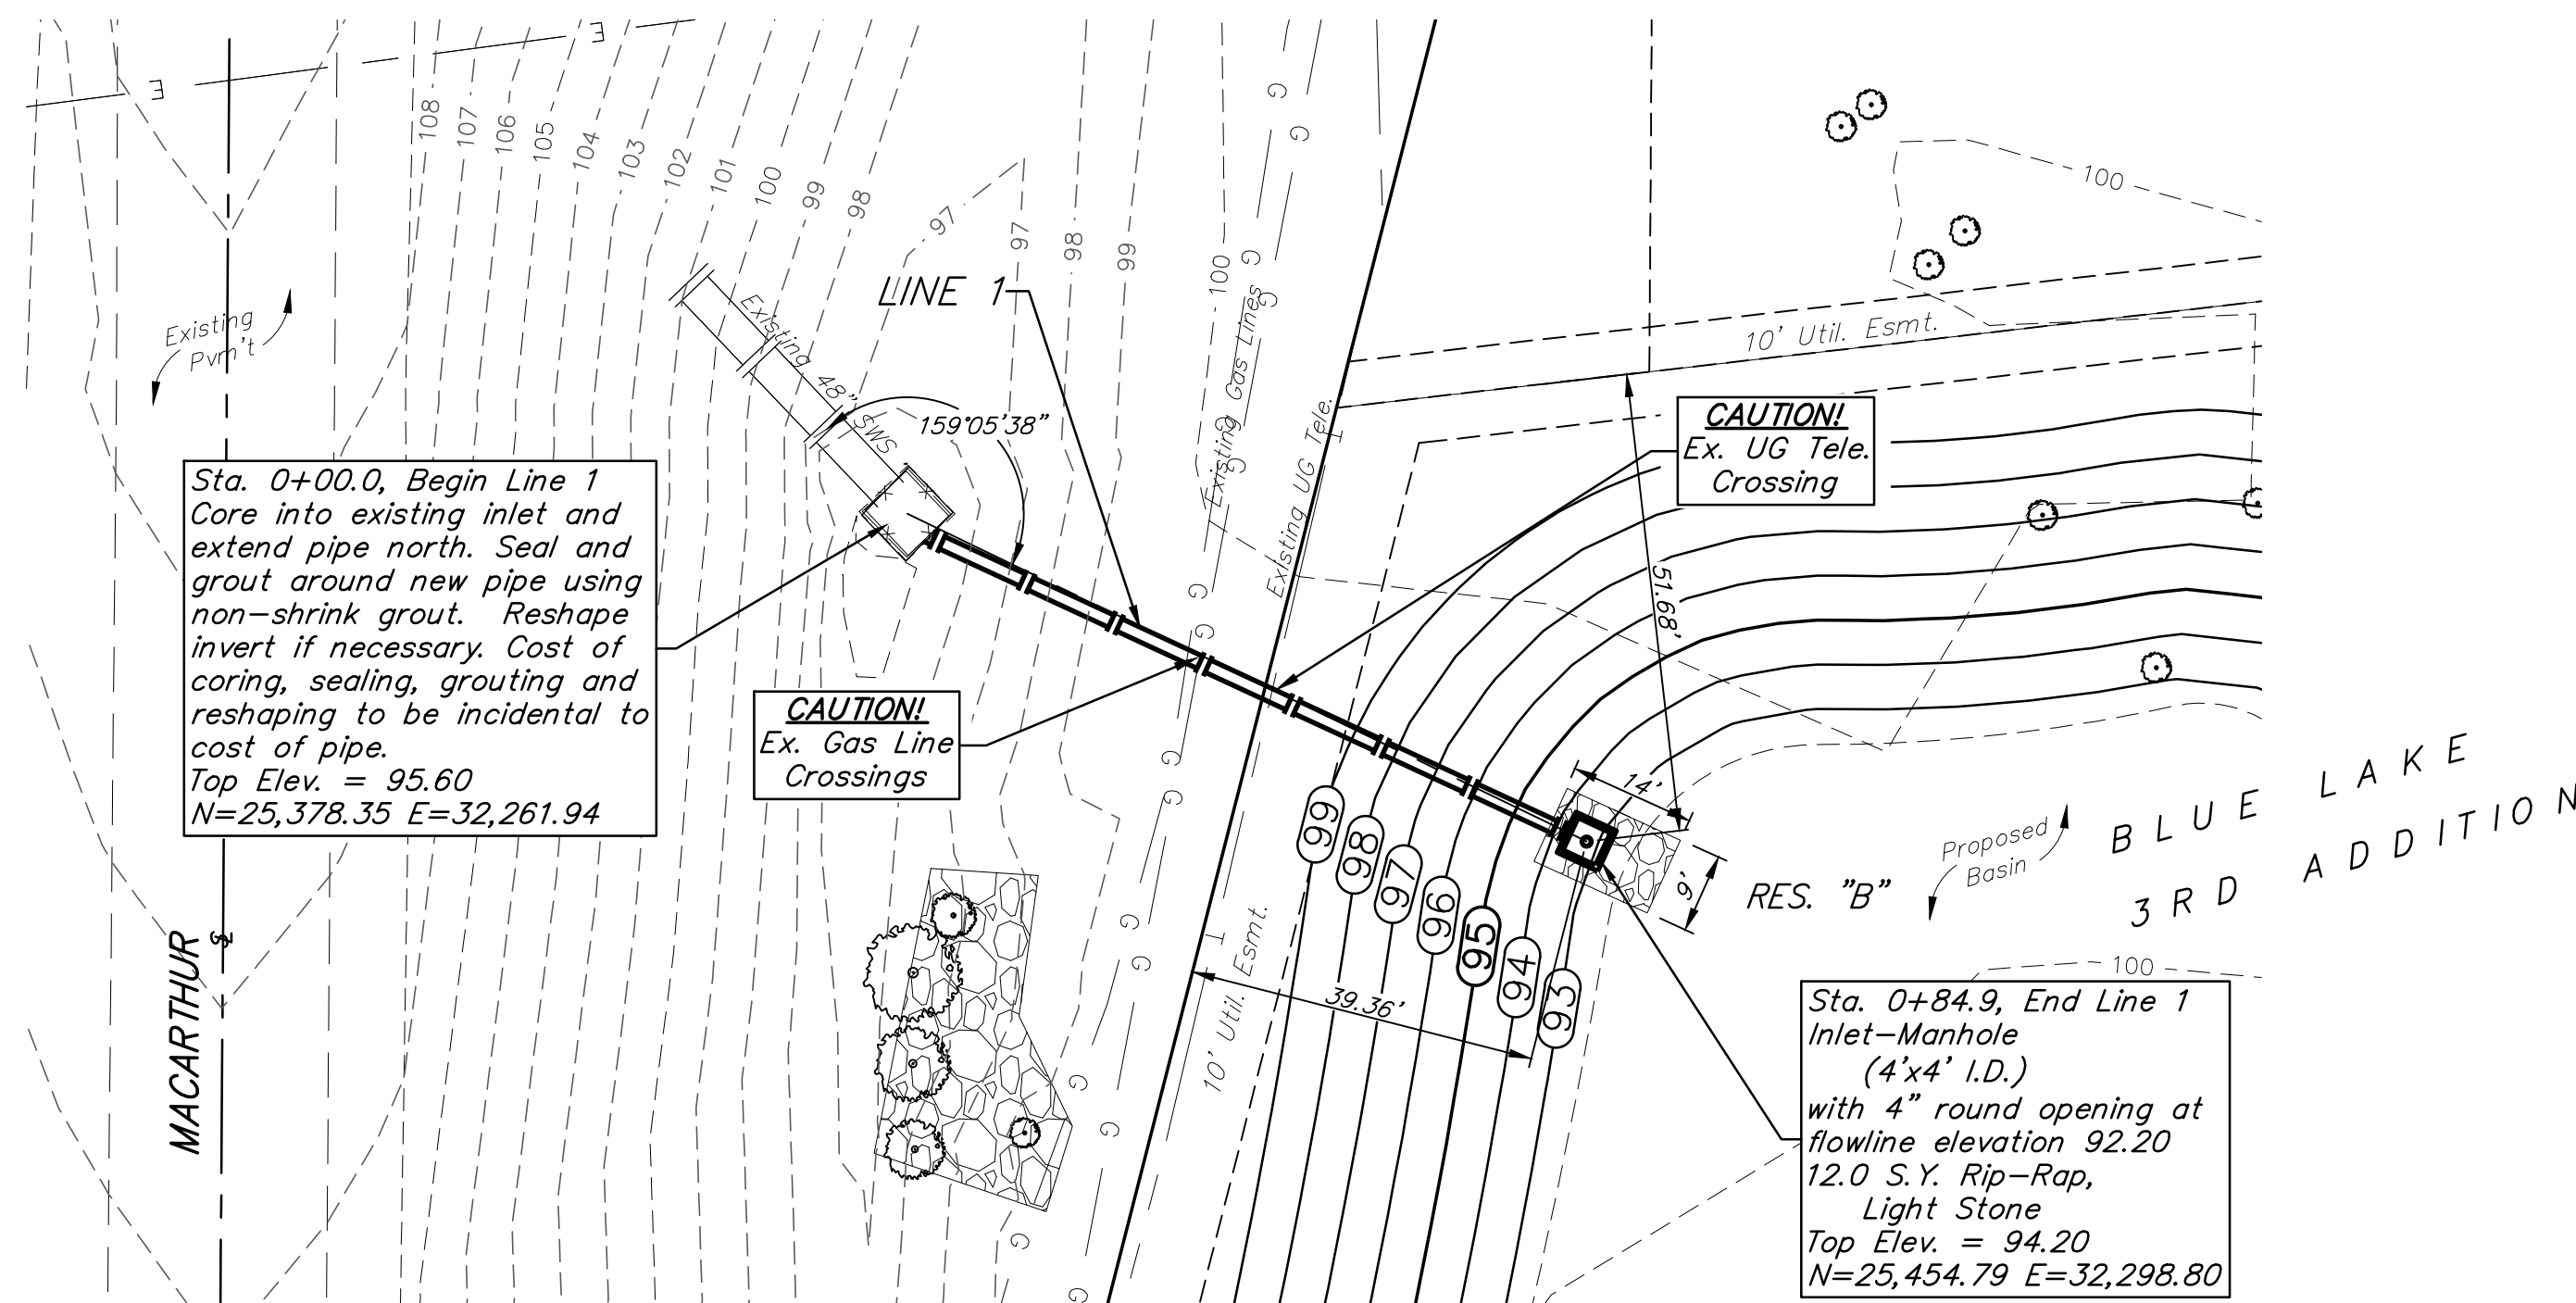 E
E
108
107
106
105
104
103
102
101
100
99
98
97
97
98
99
100
G
G
G
G
G
100
LINE 1
Existing
Pvm't
Existing 48" SWS
159°05'38"
Existing Gas Lines
Existing Gas Lines
G
G
Existing UG Tele.
T
10' Util. Esmt.
CAUTION!
Ex. UG Tele.
Crossing
51.68'
Sta. 0+00.0, Begin Line 1
Core into existing inlet and
extend pipe north. Seal and
grout around new pipe using
non-shrink grout. Reshape
invert if necessary. Cost of
coring, sealing, grouting and
reshaping to be incidental to
cost of pipe.
Top Elev. = 95.60
N=25,378.35 E=32,261.94
G
G
CAUTION!
Ex. Gas Line
Crossings
G
G
G
G
14'
9'
99
98
97
96
95
94
93
RES. "B"
Proposed
Basin
BLUE LAKE
3RD ADDITION
MACARTHUR
G
G
G
G
T
10' Util. Esmt.
39.36'
100
G
G
G
G
G
Sta. 0+84.9, End Line 1
Inlet-Manhole
(4'x4' I.D.)
with 4" round opening at
flowline elevation 92.20
12.0 S.Y. Rip-Rap,
Light Stone
Top Elev. = 94.20
N=25,454.79 E=32,298.80